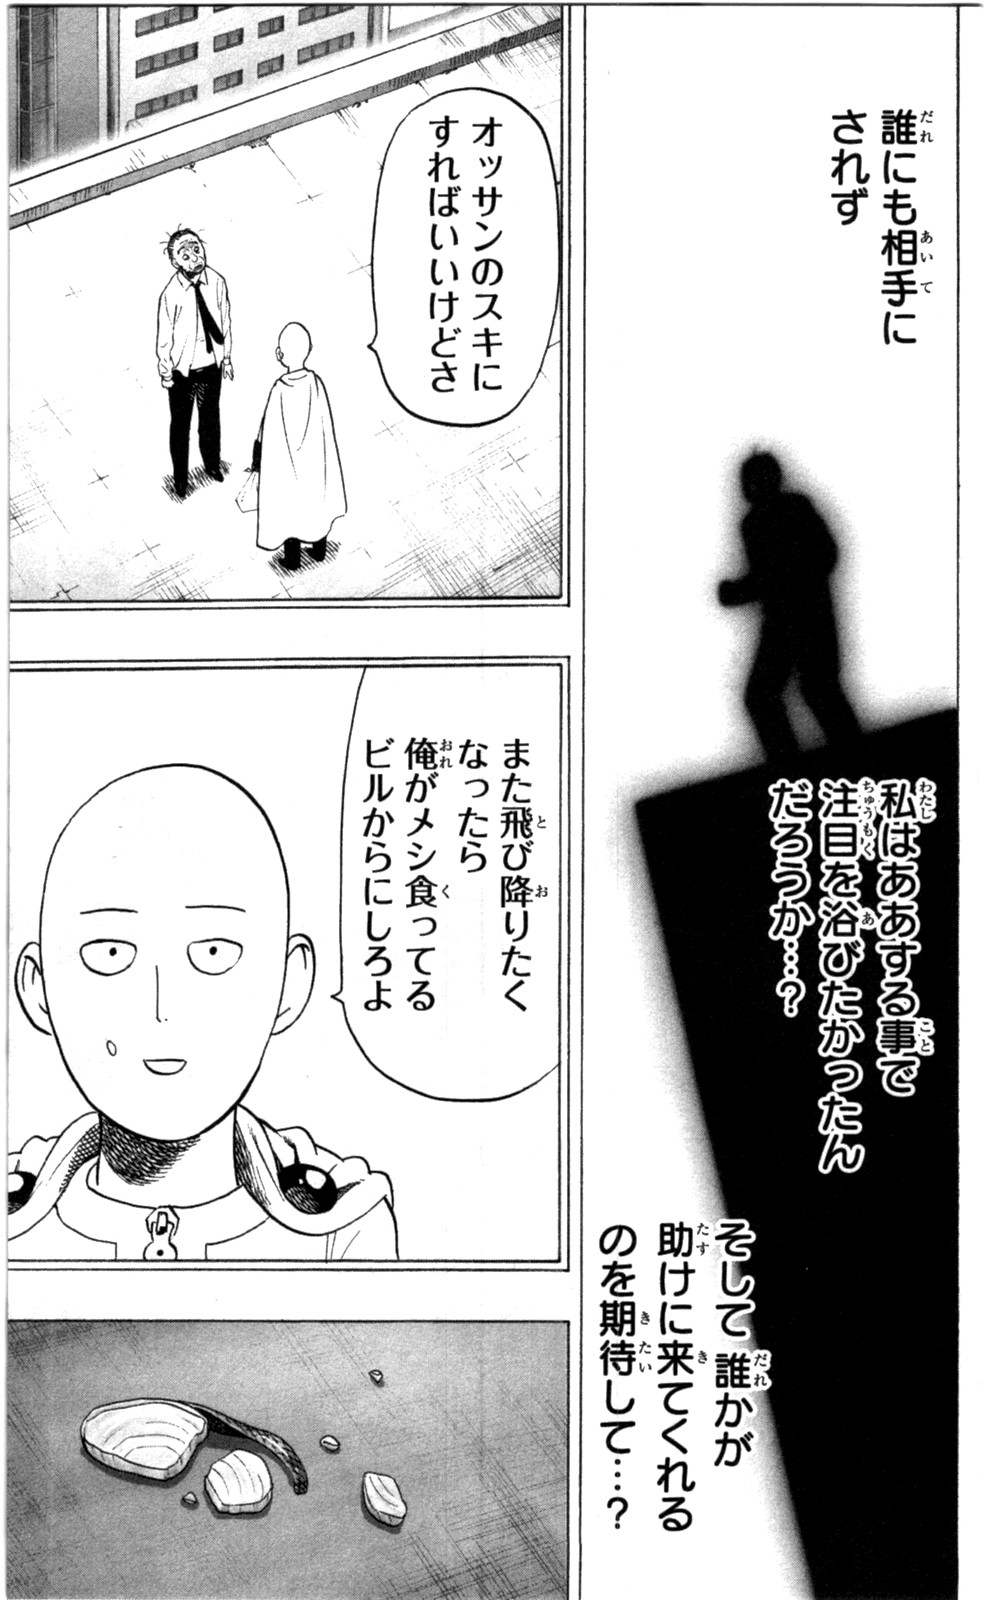 誰にも相手に
されず
私はああする事で
注目を浴びたかったん
だろうか…？
そして 誰かが
助けに来てくれる
のを期待して…？
オッサンのスキに
すればいいけどさ
また飛び降りたく
なったら
俺がメシ食ってる
ビルからにしろよ